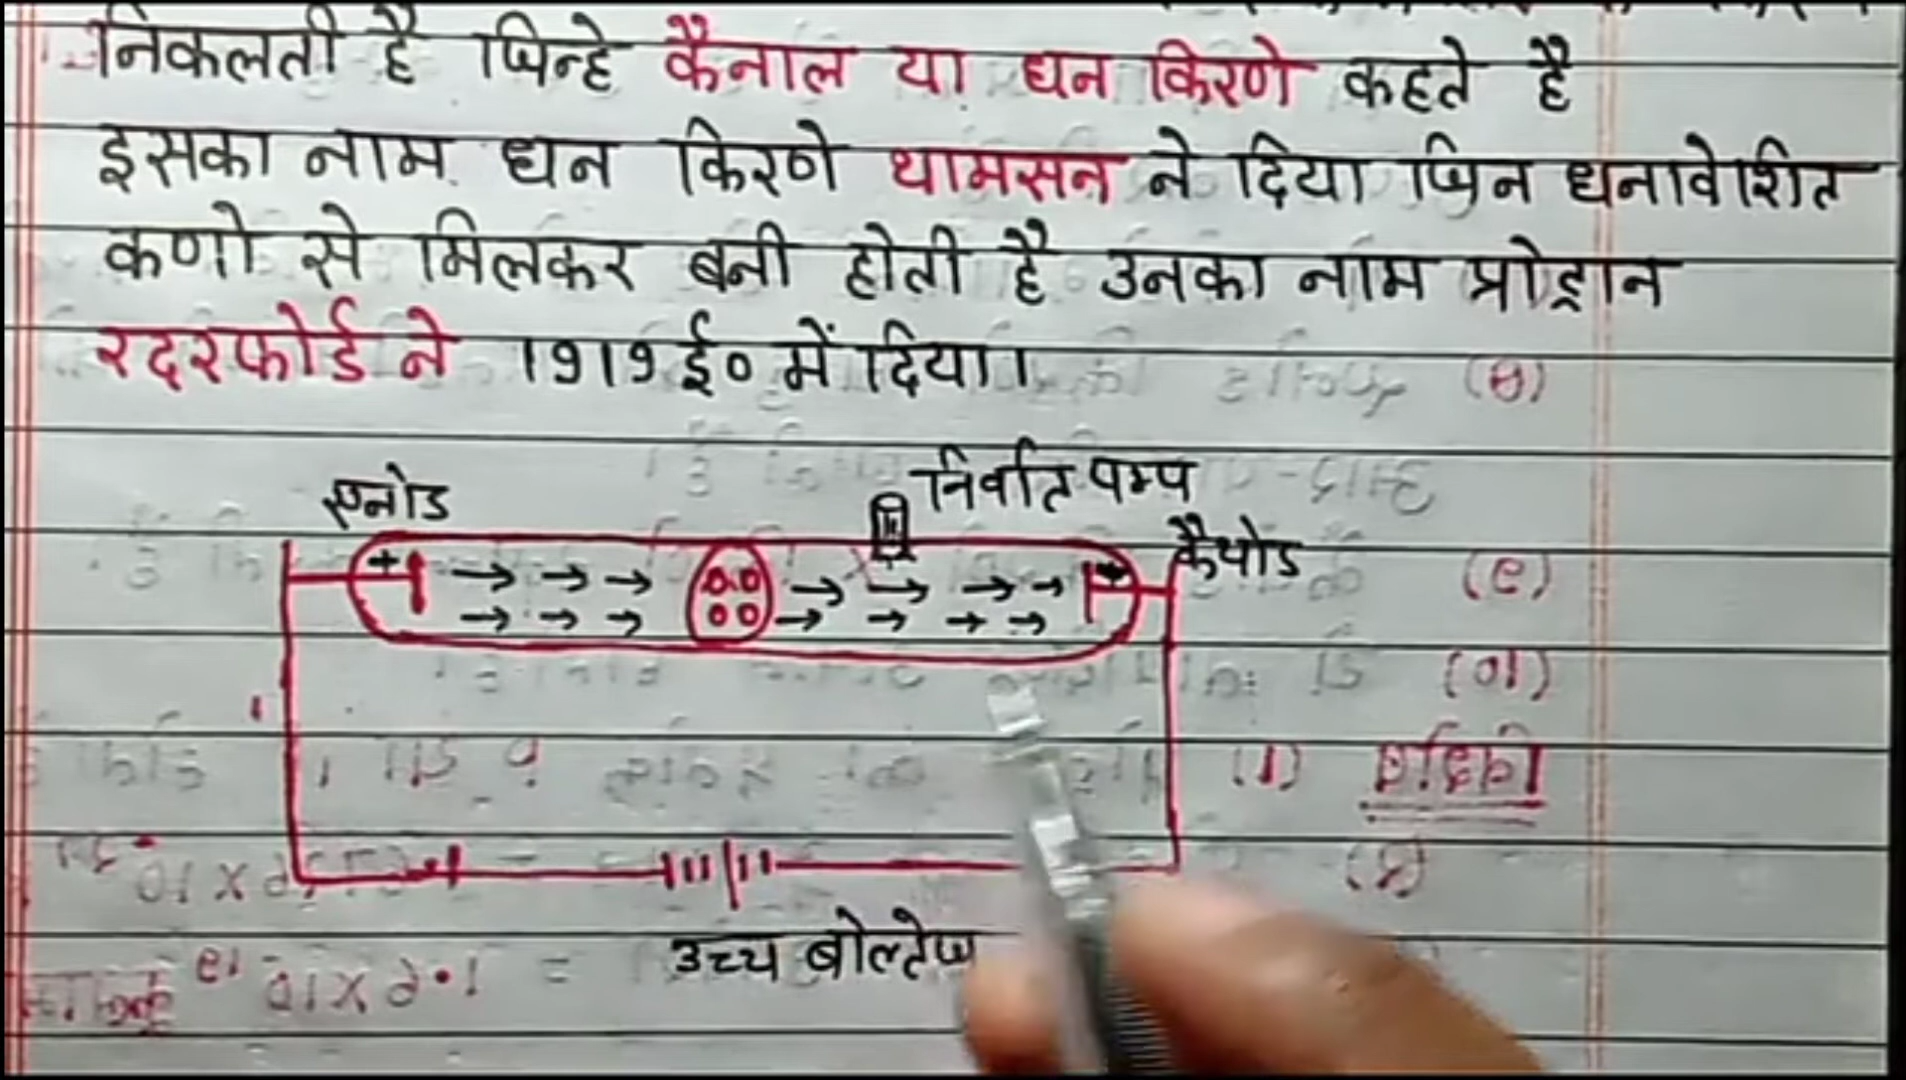 निकलती है जिन्हे कैनाल या धन किरणे कहते है
इसका नाम धन किरणे थामसन ने दिया जिन धनावेशित
कणो से मिलकर बनी होती है उनका नाम प्रोट्रान
रदरफोर्ड ने 1919 ई० में दिया।
एनोड
निर्वात पम्प
कैथोड
+
उच्च बोल्टेज